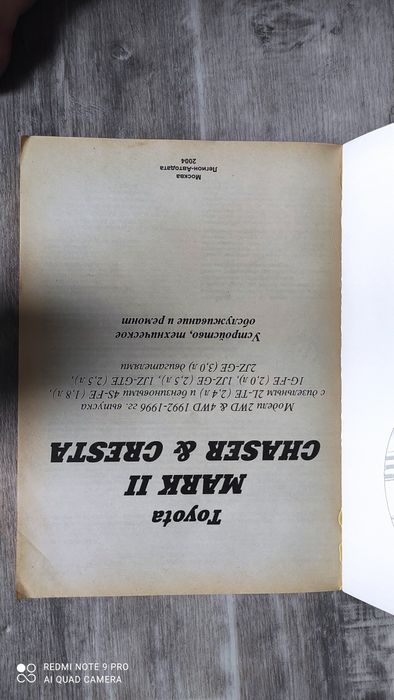 Toyota
MARK II
CHASER & CRESTA
Модели 2WD & 4WD 1992-1996 гг. выпуска
с дизельным 2L-TE (2,4 л) и бензиновыми 4S-FE (1,8 л),
1G-FE (2,0 л), 1JZ-GE (2,5 л), 1JZ-GTE (2,5 л),
2JZ-GE (3,0 л) двигателями
Устройство, техническое
обслуживание и ремонт
Москва
Легион-Автодата
2004
REDMI NOTE 9 PRO
AI QUAD CAMERA